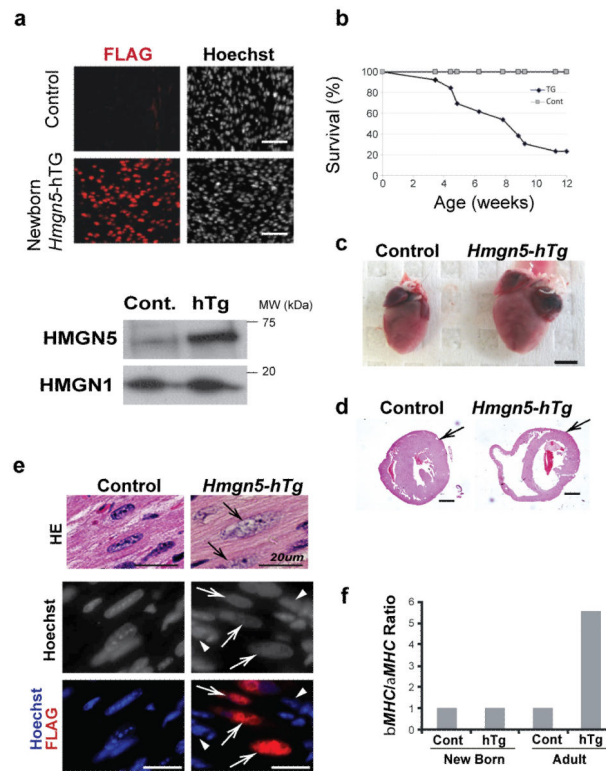 a
FLAG Hoechst
Control
Newborn
Hmgn5-hTG
Cont. hTg MW (kDa)
HMGN5 75
HMGN1 20
b
Survival (%)
100
80
60
40
20
0
TG
Cont
0 2 4 6 8 10 12
Age (weeks)
c
Control Hmgn5-hTg
d
Control Hmgn5-hTg
e
Control Hmgn5-hTg
HE
20um
Hoechst
Hoechst
FLAG
f
bMHC/aMHC Ratio
6
5
4
3
2
1
0
Cont hTg Cont hTg
New Born Adult